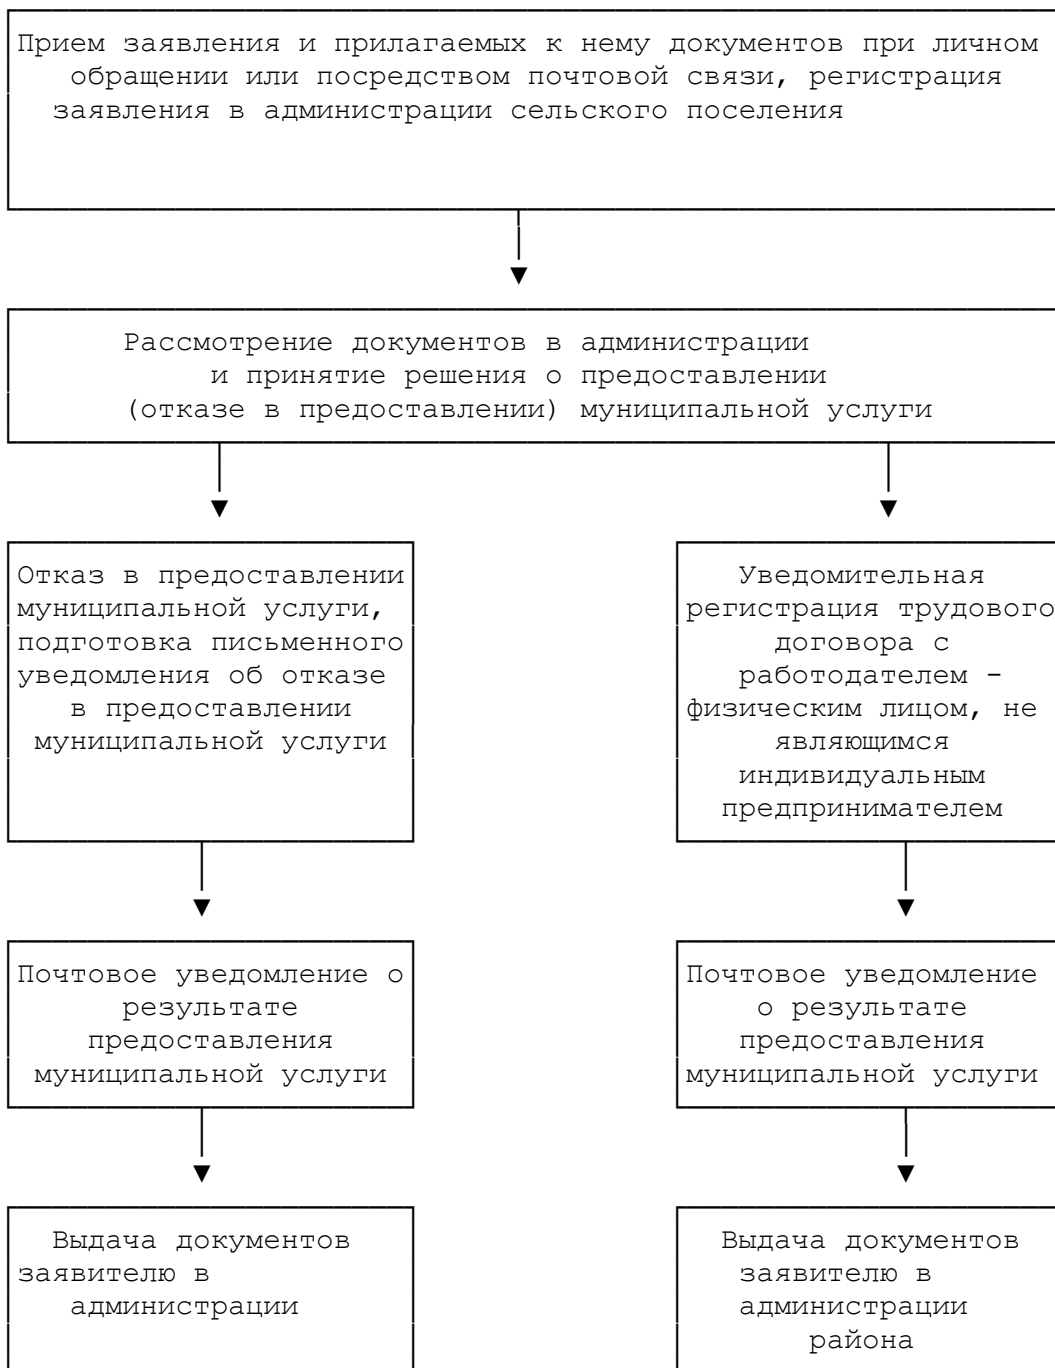 Прием заявления и прилагаемых к нему документов при личном
обращении или посредством почтовой связи, регистрация
заявления в администрации сельского поселения
Рассмотрение документов в администрации
и принятие решения о предоставлении
(отказе в предоставлении) муниципальной услуги
Отказ в предоставлении
муниципальной услуги,
подготовка письменного
уведомления об отказе
в предоставлении
муниципальной услуги
Уведомительная
регистрация трудового
договора с
работодателем -
физическим лицом, не
являющимся
индивидуальным
предпринимателем
Почтовое уведомление о
результате
предоставления
муниципальной услуги
Почтовое уведомление
о результате
предоставления
муниципальной услуги
Выдача документов
заявителю в
администрации
Выдача документов
заявителю в
администрации
района